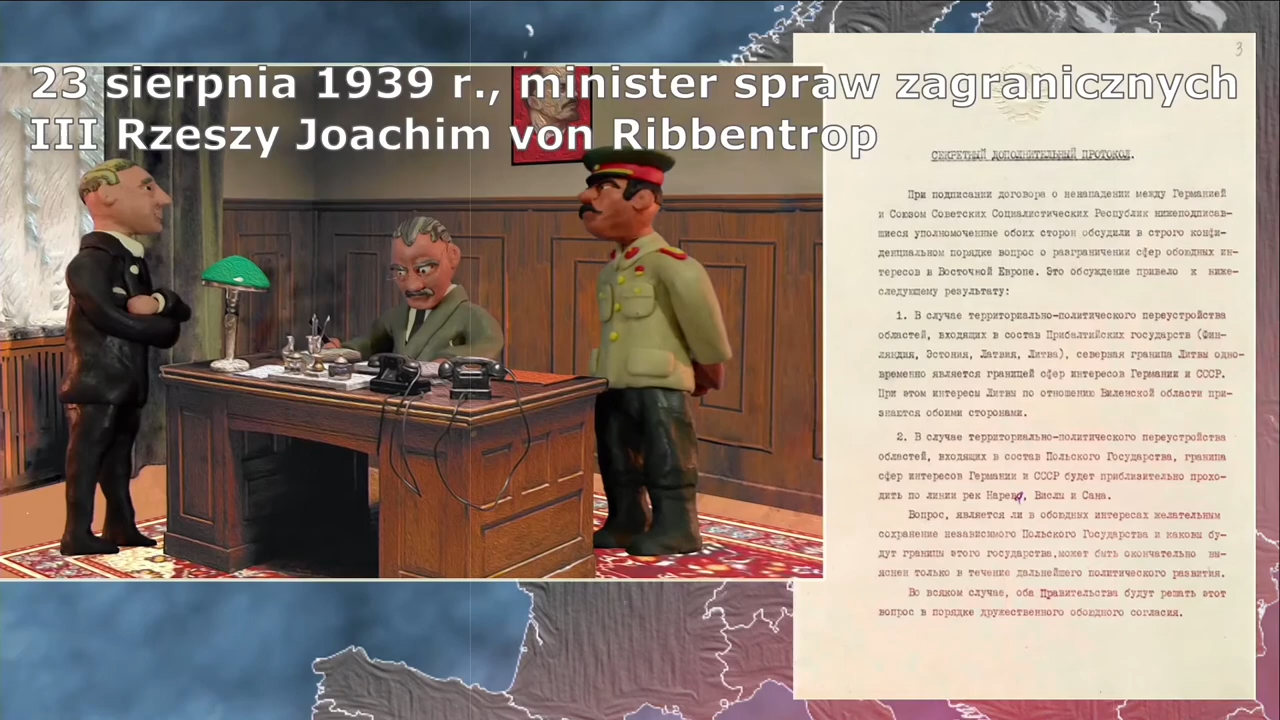 23 sierpnia 1939 r., minister spraw zagranicznych
III Rzeszy Joachim von Ribbentrop
3
СЕКРЕТНЫЙ ДОПОЛНИТЕЛЬНЫЙ ПРОТОКОЛ.
При подписании договора о ненападении между Германией
и Союзом Советских Социалистических Республик нижеподписав-
шиеся уполномоченные обоих сторон обсудили в строго конфи-
денциальном порядке вопрос о разграничении сфер обоюдных ин-
тересов в Восточной Европе. Это обсуждение привело к ниже-
следующему результату:
1. В случае территориально-политического переустройства
областей, входящих в состав Прибалтийских государств (Фин-
ляндия, Эстония, Латвия, Литва), северная граница Литвы одно-
временно является границей сфер интересов Германии и СССР.
При этом интересы Литвы по отношению Виленской области при-
знаются обоими сторонами.
2. В случае территориально-политического переустройства
областей, входящих в состав Польского Государства, граница
сфер интересов Германии и СССР будет приблизительно прохо-
дить по линии рек Нарева, Вислы и Сана.
Вопрос, является ли в обоюдных интересах желательным
сохранение независимого Польского Государства и каковы бу-
дут границы этого государства, может быть окончательно вы-
яснен только в течение дальнейшего политического развития.
Во всяком случае, оба Правительства будут решать этот
вопрос в порядке дружественного обоюдного согласия.